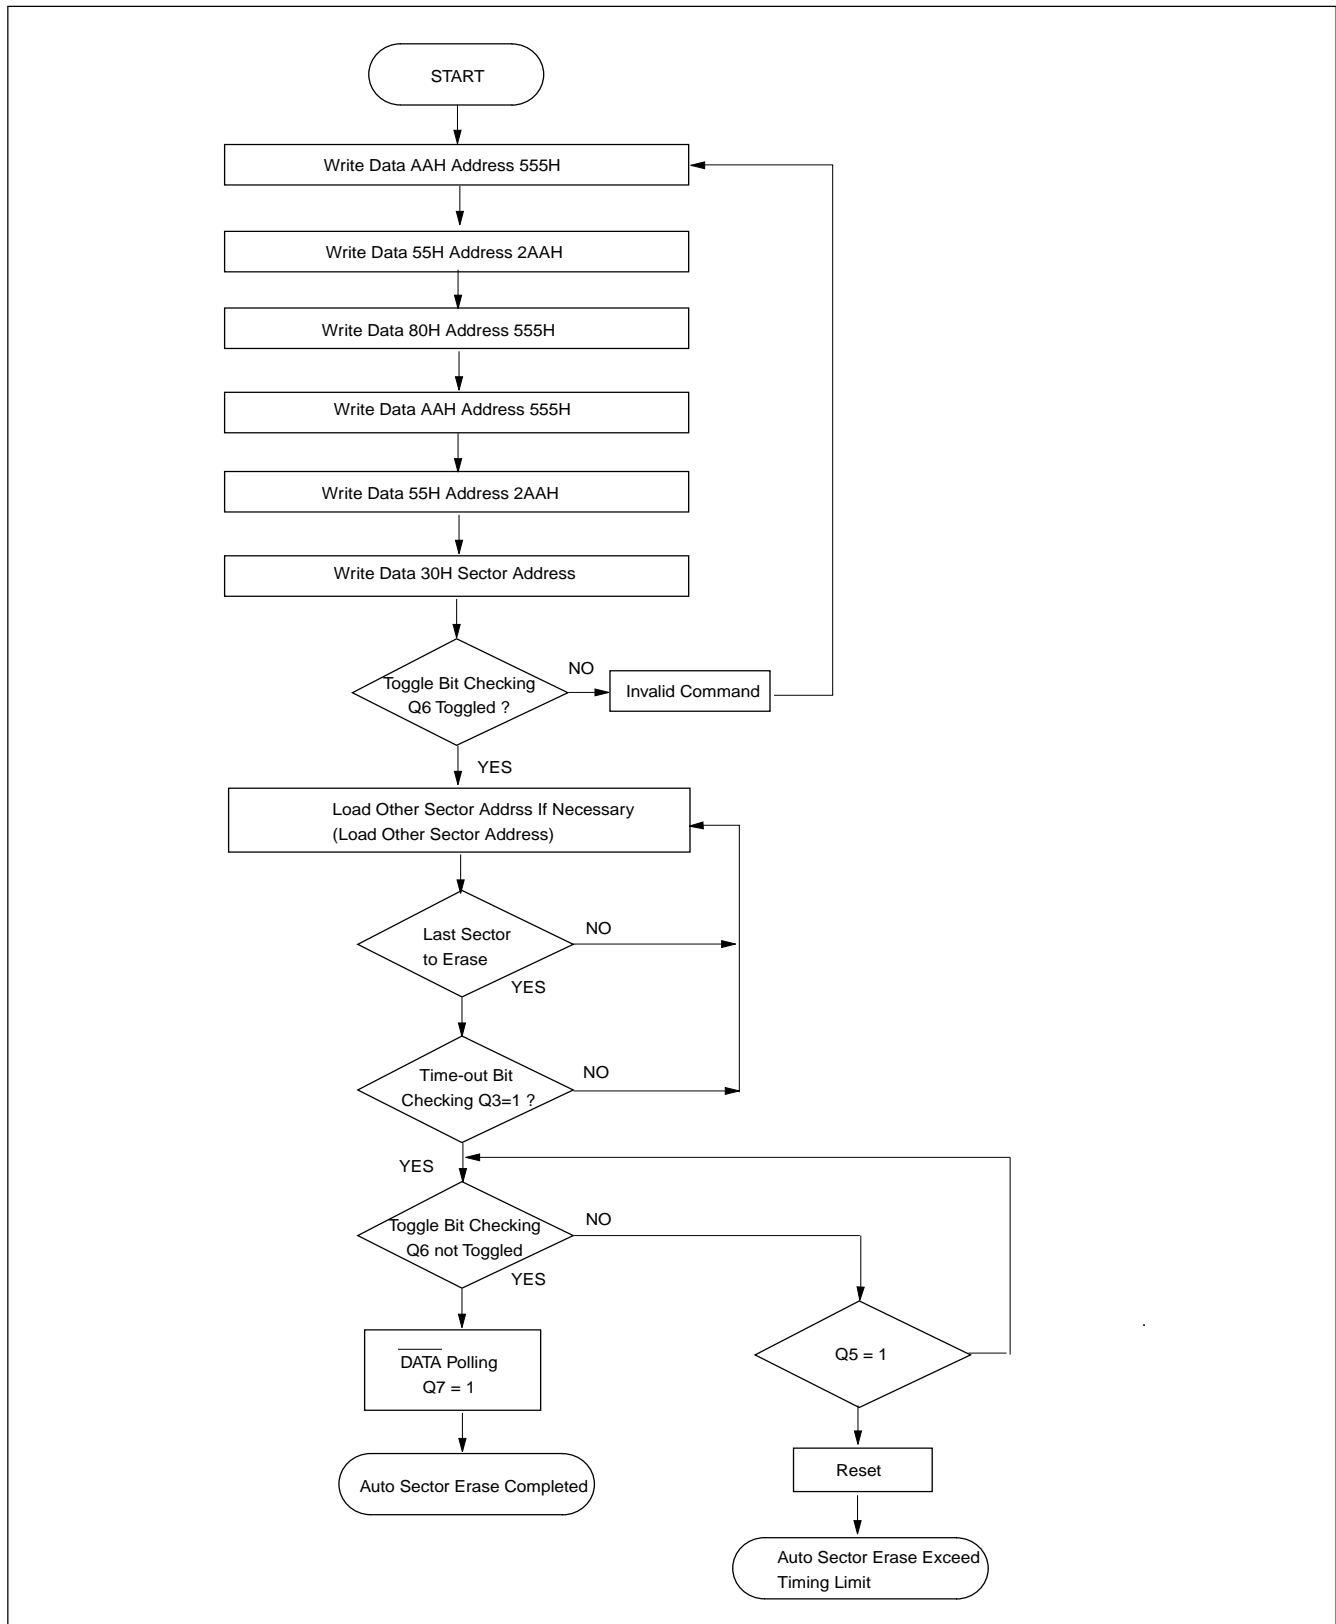 START
Write Data AAH Address 555H
Write Data 55H Address 2AAH
Write Data 80H Address 555H
Write Data AAH Address 555H
Write Data 55H Address 2AAH
Write Data 30H Sector Address
Toggle Bit Checking
Q6 Toggled ?
NO
Invalid Command
YES
Load Other Sector Addrss If Necessary
(Load Other Sector Address)
Last Sector
to Erase
NO
YES
Time-out Bit
Checking Q3=1 ?
NO
YES
Toggle Bit Checking
Q6 not Toggled
NO
YES
DATA Polling
Q7 = 1
Q5 = 1
Auto Sector Erase Completed
Reset
Auto Sector Erase Exceed
Timing Limit